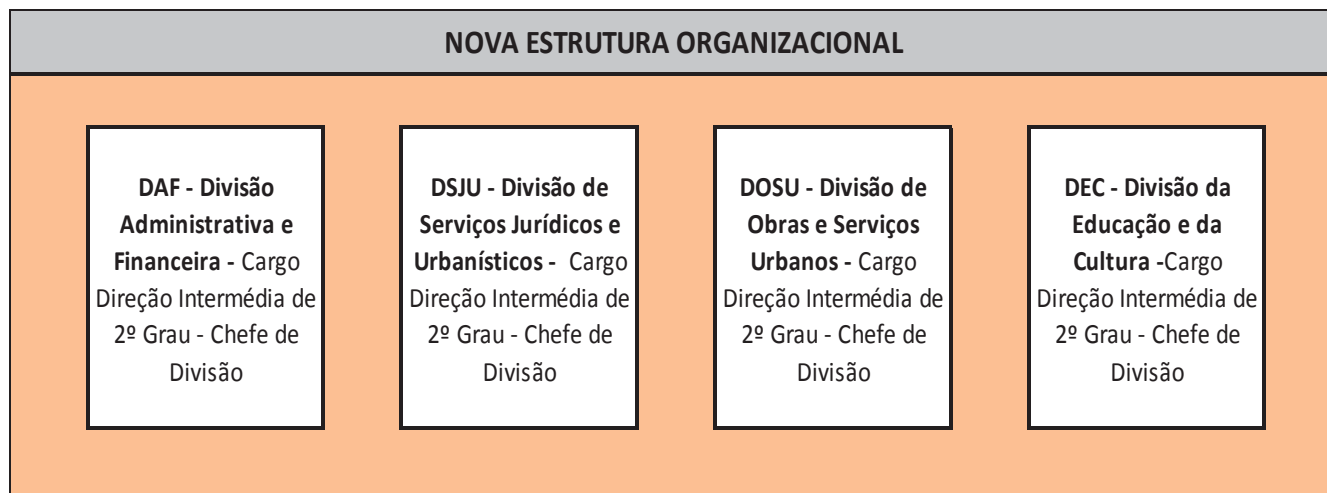 NOVA ESTRUTURA ORGANIZACIONAL
DAF - Divisão
Administrativa e
Financeira - Cargo
Direção Intermédia de
2º Grau - Chefe de
Divisão
DSJU - Divisão de
Serviços Jurídicos e
Urbanísticos - Cargo
Direção Intermédia de
2º Grau - Chefe de
Divisão
DOSU - Divisão de
Obras e Serviços
Urbanos - Cargo
Direção Intermédia de
2º Grau - Chefe de
Divisão
DEC - Divisão da
Educação e da
Cultura -Cargo
Direção Intermédia de
2º Grau - Chefe de
Divisão